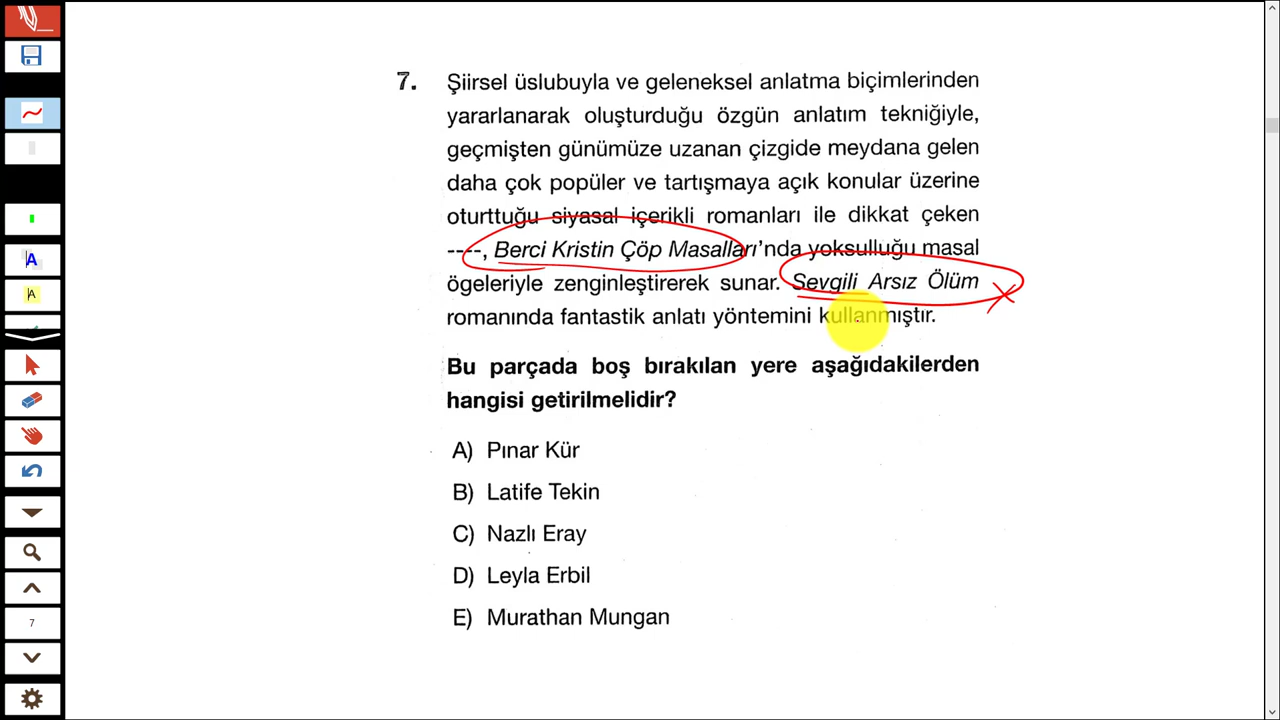 7. Şiirsel üslubuyla ve geleneksel anlatma biçimlerinden
yararlanarak oluşturduğu özgün anlatım tekniğiyle,
geçmişten günümüze uzanan çizgide meydana gelen
daha çok popüler ve tartışmaya açık konular üzerine
oturttuğu siyasal içerikli romanları ile dikkat çeken
----, Berci Kristin Çöp Masalları'nda yoksulluğu masal
ögeleriyle zenginleştirerek sunar. Sevgili Arsız Ölüm
romanında fantastik anlatı yöntemini kullanmıştır.
Bu parçada boş bırakılan yere aşağıdakilerden
hangisi getirilmelidir?
A) Pınar Kür
B) Latife Tekin
C) Nazlı Eray
D) Leyla Erbil
E) Murathan Mungan
A
A
7